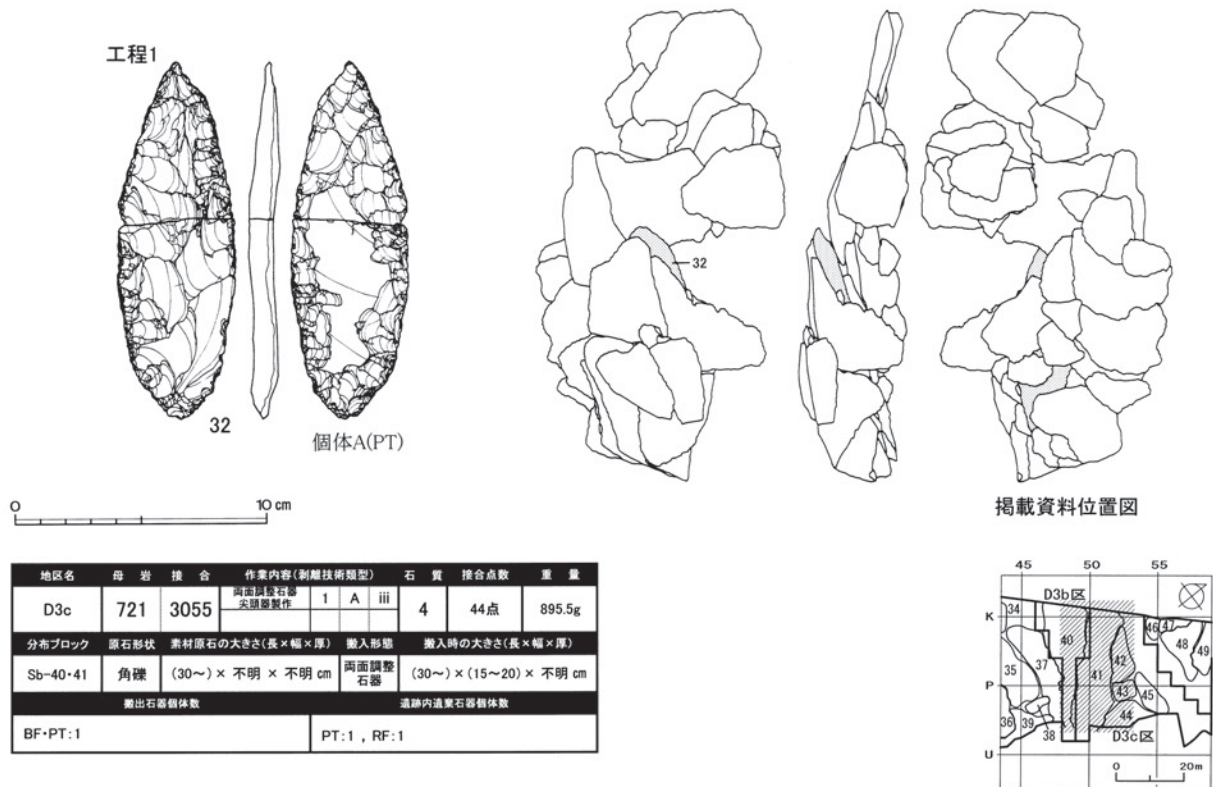 工程1
32
個体A(PT)
32
掲載資料位置図
0 10 cm
地区名 母岩 接合 作業内容(剥離技術類型) 石質 接合点数 重量
D3c 721 3055 両面調整石器 尖頭器製作 1 A iii 4 44点 895.5g
分布ブロック 原石形状 素材原石の大きさ(長×幅×厚) 搬入形態 搬入時の大きさ(長×幅×厚)
Sb-40・41 角礫 (30~)× 不明 × 不明 cm 両面調整 石器 (30~)×(15~20)× 不明 cm
搬出石器個体数 遺跡内遺棄石器個体数
BF・PT:1 PT:1 , RF:1
45 50 55
D3b区
K
34 40 46 47 48 49
35 37 41 42
P
43 45
36 39 44
38 D3c区
U
0 20m